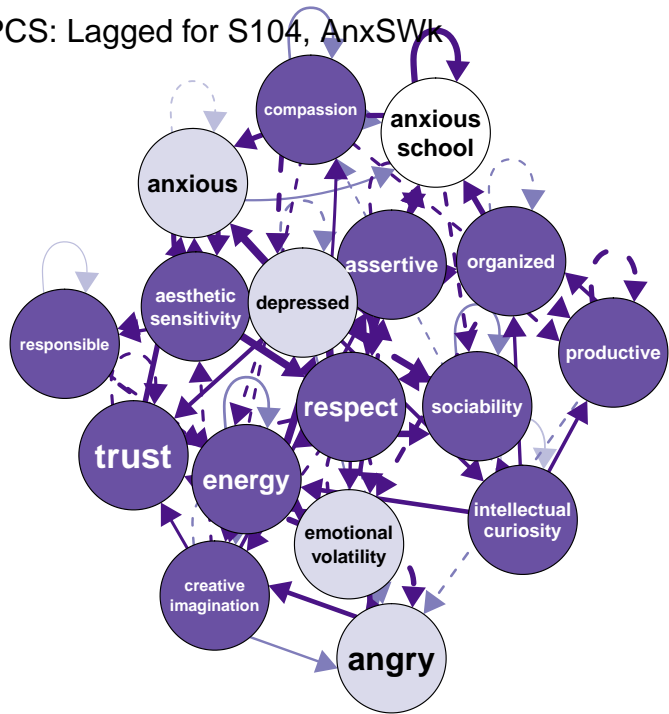 PCS: Lagged for S104, AnxSWk
compassion
anxious
school
anxious
assertive
organized
aesthetic
sensitivity
depressed
responsible
productive
respect
sociability
trust
energy
intellectual
curiosity
emotional
volatility
creative
imagination
angry